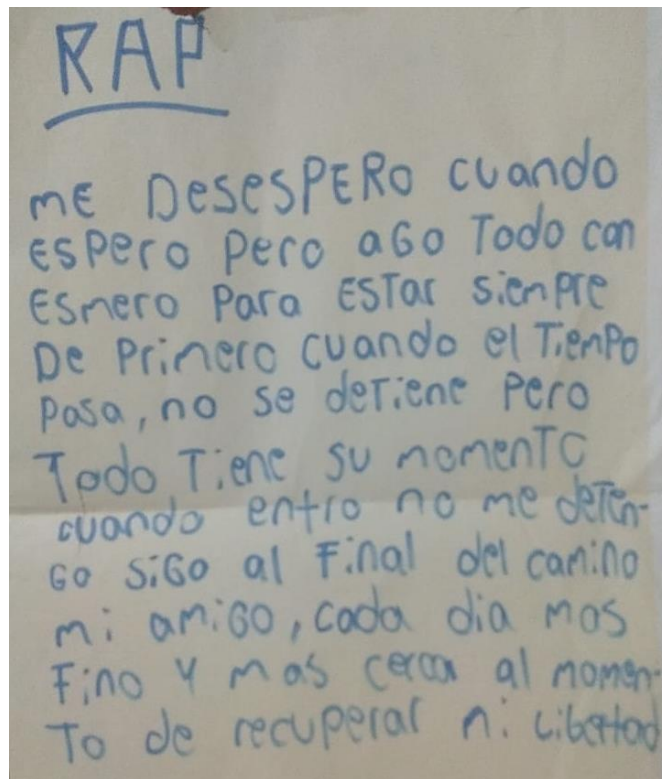 RAP
ME DESESPERO cuando
ESPERO PERO AGO TODO con
ESMERO PARA ESTAR SiEMPRE
DE PRiMERO CUANDO el TiEMPO
Pasa, no se deTiene PERO
Todo Tiene su momenTo
cuando entro no me deTen-
Go SiGo al Final del camino
mi amiGo, cada dia mas
Fino Y mas cerca al momen-
To de recuperar mi LiberTad